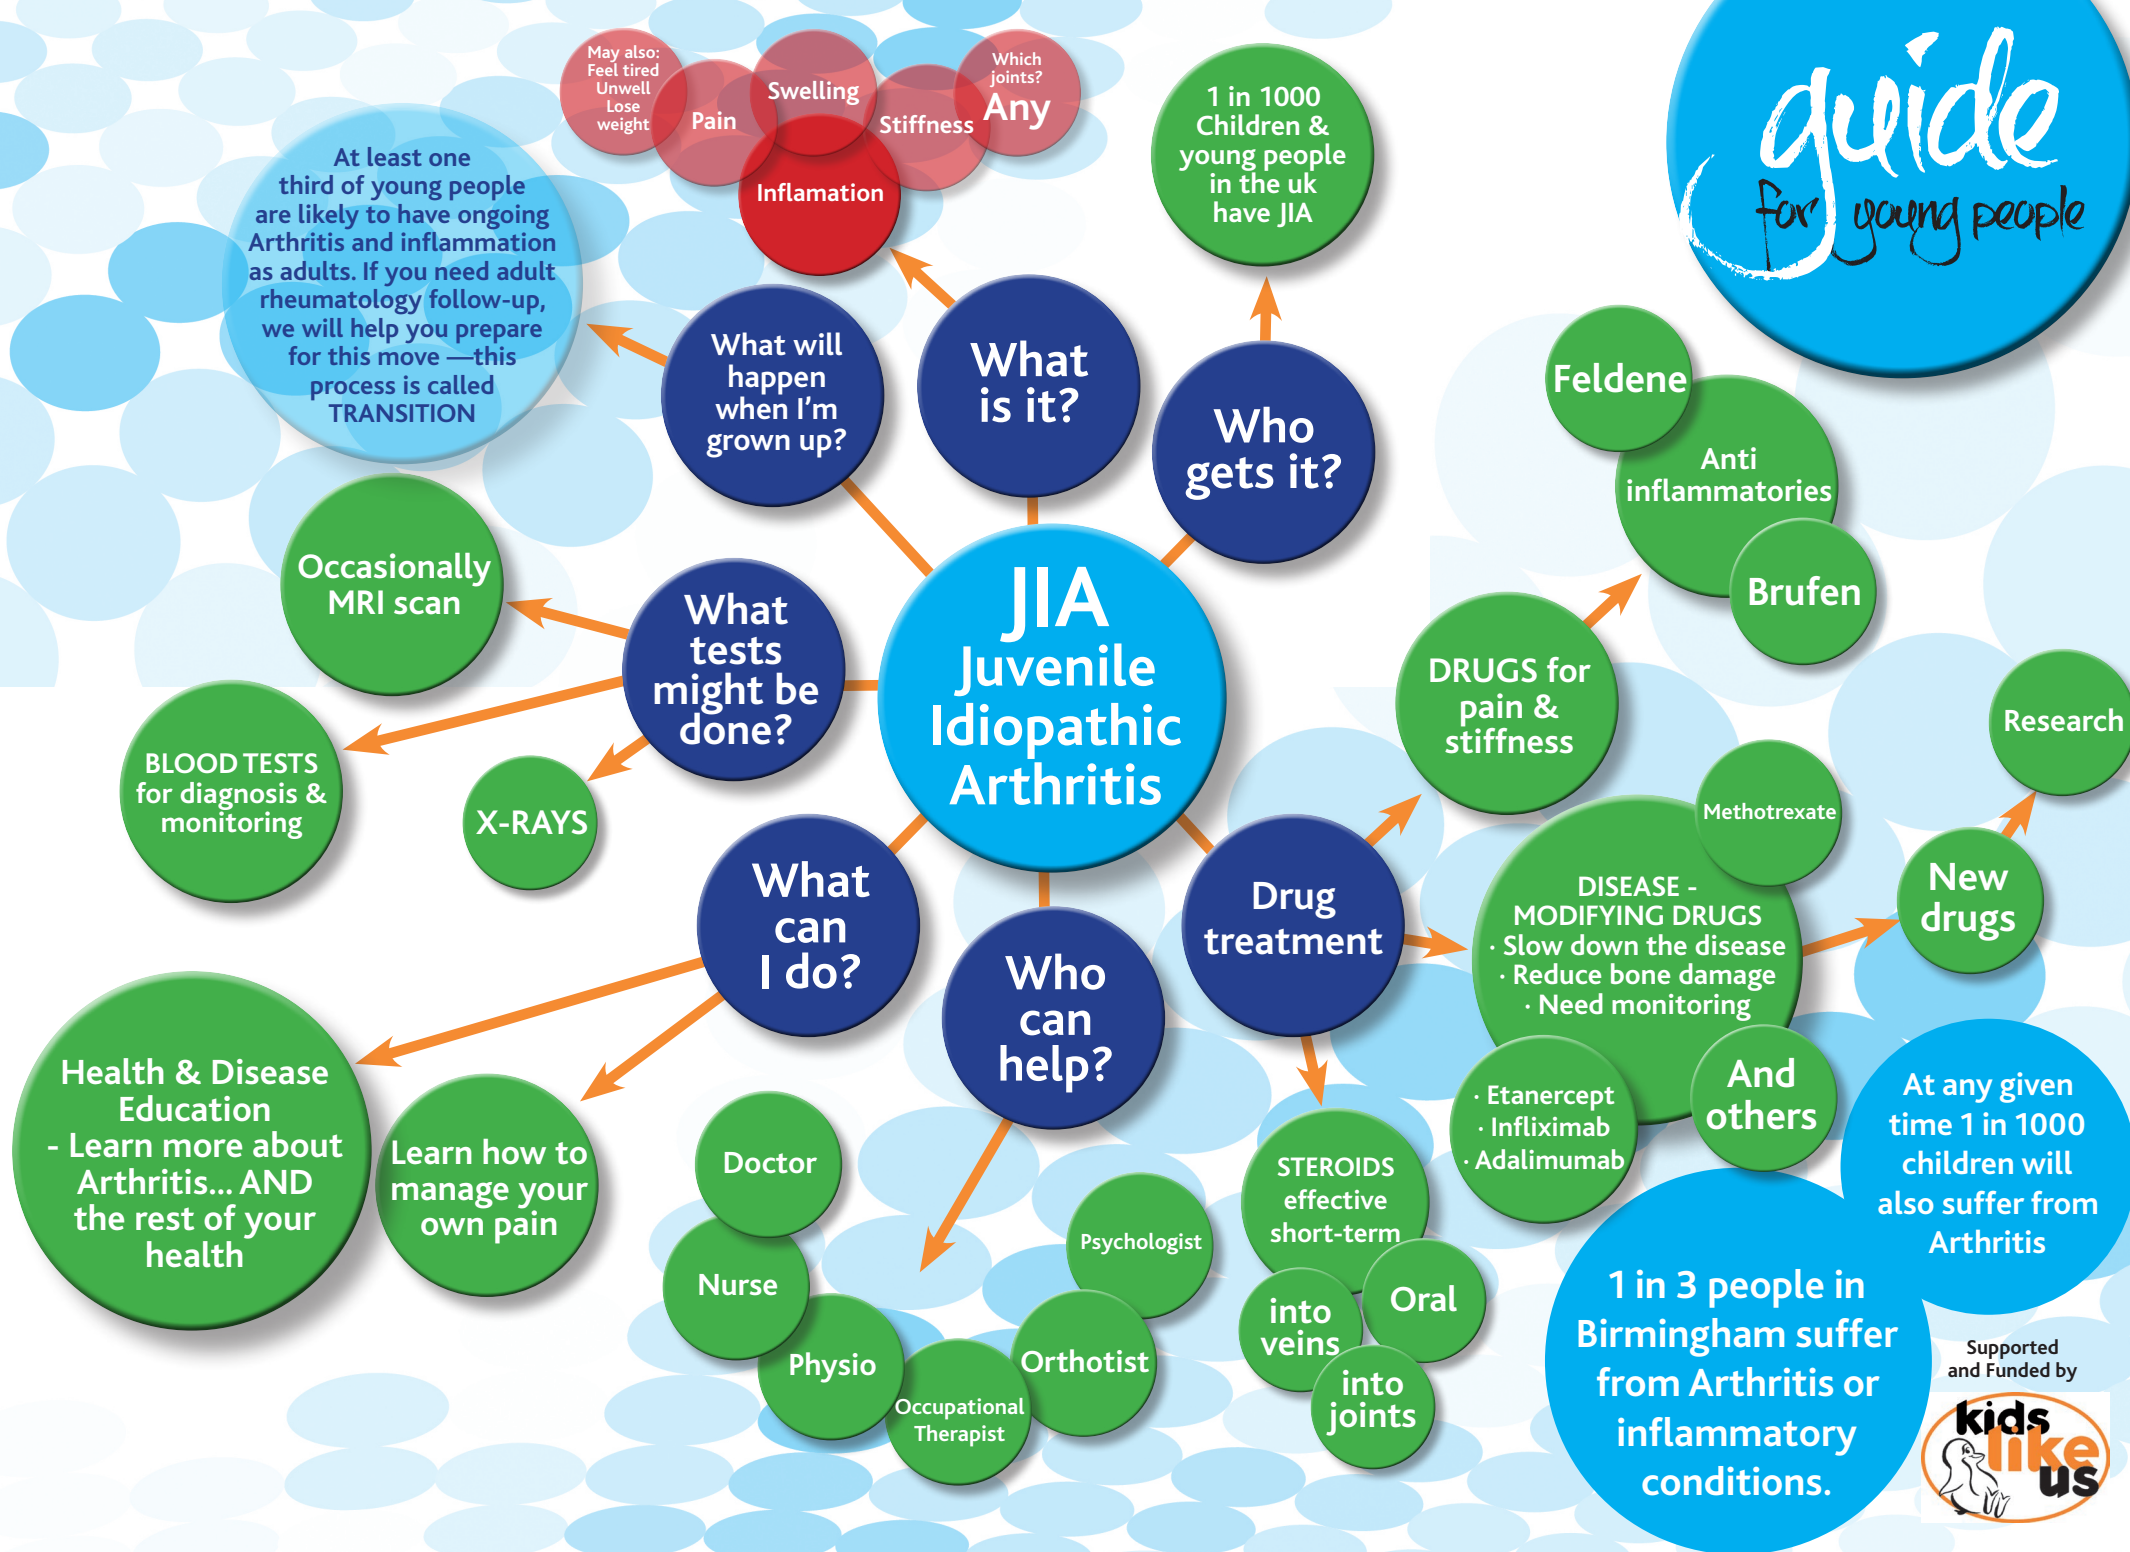 guide
for young people
May also:
Feel tired
Unwell
Lose
weight
Pain
Swelling
Stiffness
Which
joints?
Any
Inflamation
1 in 1000
Children &
young people
in the uk
have JIA
At least one
third of young people
are likely to have ongoing
Arthritis and inflammation
as adults. If you need adult
rheumatology follow-up,
we will help you prepare
for this move —this
process is called
TRANSITION
What will
happen
when I'm
grown up?
What
is it?
Who
gets it?
JIA
Juvenile
Idiopathic
Arthritis
What
tests
might be
done?
Occasionally
MRI scan
BLOOD TESTS
for diagnosis &
monitoring
X-RAYS
What
can
I do?
Health & Disease
Education
- Learn more about
Arthritis... AND
the rest of your
health
Learn how to
manage your
own pain
Who
can
help?
Doctor
Nurse
Physio
Occupational
Therapist
Orthotist
Psychologist
Drug
treatment
DRUGS for
pain &
stiffness
Feldene
Anti
inflammatories
Brufen
DISEASE -
MODIFYING DRUGS
· Slow down the disease
· Reduce bone damage
· Need monitoring
Methotrexate
· Etanercept
· Infliximab
· Adalimumab
And
others
New
drugs
Research
STEROIDS
effective
short-term
into
veins
Oral
into
joints
At any given
time 1 in 1000
children will
also suffer from
Arthritis
1 in 3 people in
Birmingham suffer
from Arthritis or
inflammatory
conditions.
Supported
and Funded by
kids
like
us